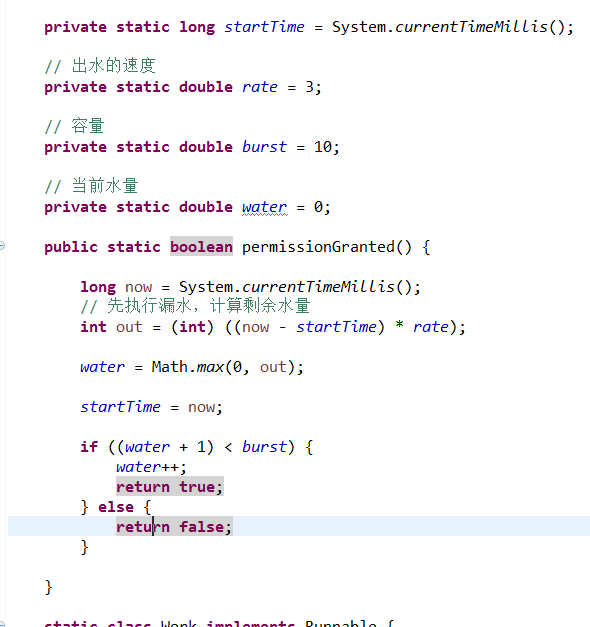 private static long startTime = System.currentTimeMillis();
// 出水的速度
private static double rate = 3;
// 容量
private static double burst = 10;
// 当前水量
private static double water = 0;
public static boolean permissionGranted() {
long now = System.currentTimeMillis();
// 先执行漏水，计算剩余水量
int out = (int) ((now - startTime) * rate);
water = Math.max(0, out);
startTime = now;
if ((water + 1) < burst) {
water++;
return true;
} else {
return false;
}
}
static class Work implements Runnable {